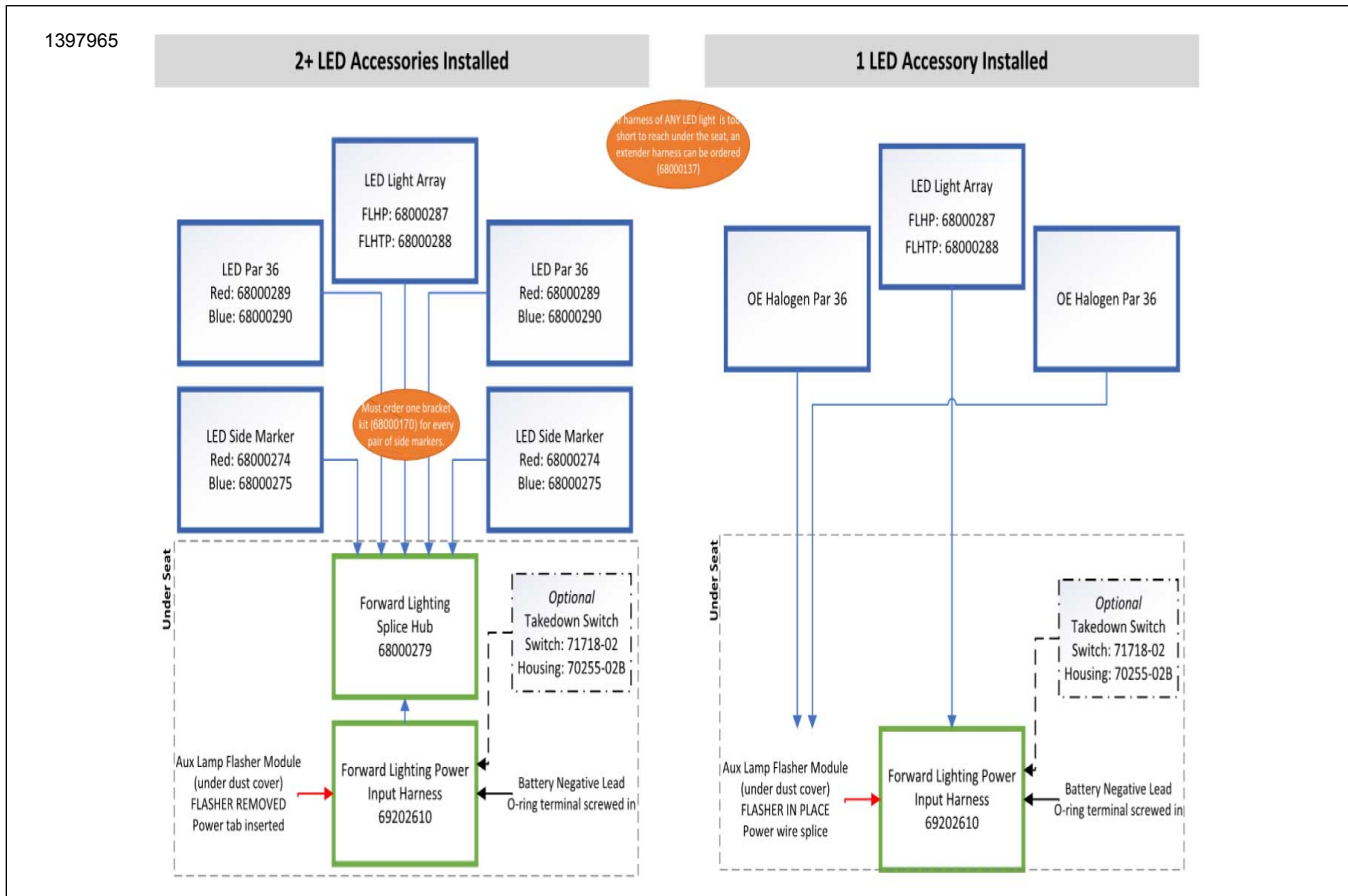 1397965
2+ LED Accessories Installed
1 LED Accessory Installed
harness of ANY LED light is too
short to reach under the seat, an
extender harness can be ordered
(68000137)
LED Light Array
FLHP: 68000287
FLHTP: 68000288
LED Par 36
Red: 68000289
Blue: 68000290
LED Par 36
Red: 68000289
Blue: 68000290
Must order one bracket
kit (68000170) for every
pair of side markers.
LED Side Marker
Red: 68000274
Blue: 68000275
LED Side Marker
Red: 68000274
Blue: 68000275
Under Seat
Forward Lighting
Splice Hub
68000279
Optional
Takedown Switch
Switch: 71718-02
Housing: 70255-02B
Aux Lamp Flasher Module
(under dust cover)
FLASHER REMOVED
Power tab inserted
Forward Lighting Power
Input Harness
69202610
Battery Negative Lead
O-ring terminal screwed in
LED Light Array
FLHP: 68000287
FLHTP: 68000288
OE Halogen Par 36
OE Halogen Par 36
Under Seat
Optional
Takedown Switch
Switch: 71718-02
Housing: 70255-02B
Aux Lamp Flasher Module
(under dust cover)
FLASHER IN PLACE
Power wire splice
Forward Lighting Power
Input Harness
69202610
Battery Negative Lead
O-ring terminal screwed in